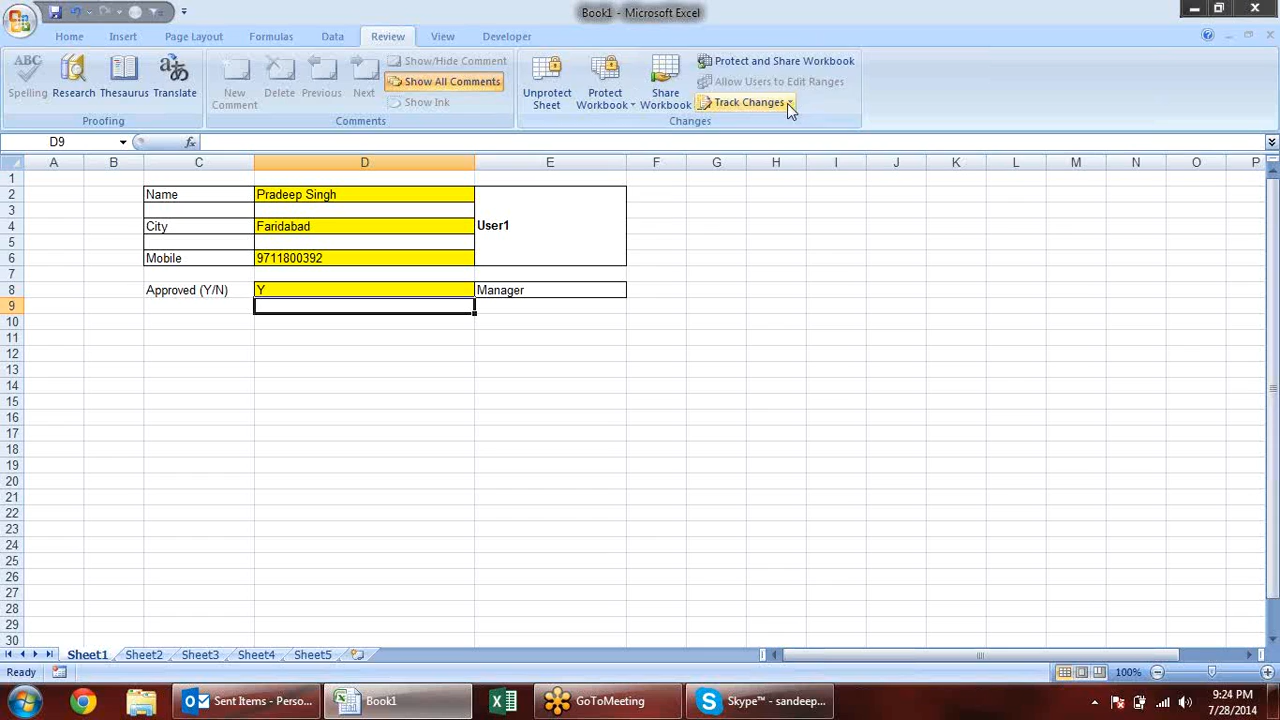 Book1 - Microsoft Excel
Home Insert Page Layout Formulas Data Review View Developer
ABC Spelling Research Thesaurus Translate
Proofing
New Comment Delete Previous Next
Show/Hide Comment
Show All Comments
Show Ink
Comments
Unprotect Sheet Protect Workbook Share Workbook
Protect and Share Workbook
Allow Users to Edit Ranges
Track Changes
Changes
D9 fx
A B C D E F G H I J K L M N O P
1
2 Name Pradeep Singh
3
4 City Faridabad User1
5
6 Mobile 9711800392
7
8 Approved (Y/N) Y Manager
9
10
11
12
13
14
15
16
17
18
19
20
21
22
23
24
25
26
27
28
29
30
Sheet1 Sheet2 Sheet3 Sheet4 Sheet5
Ready 100%
Sent Items - Perso... Book1 GoToMeeting Skype™ - sandeep...
9:24 PM
7/28/2014